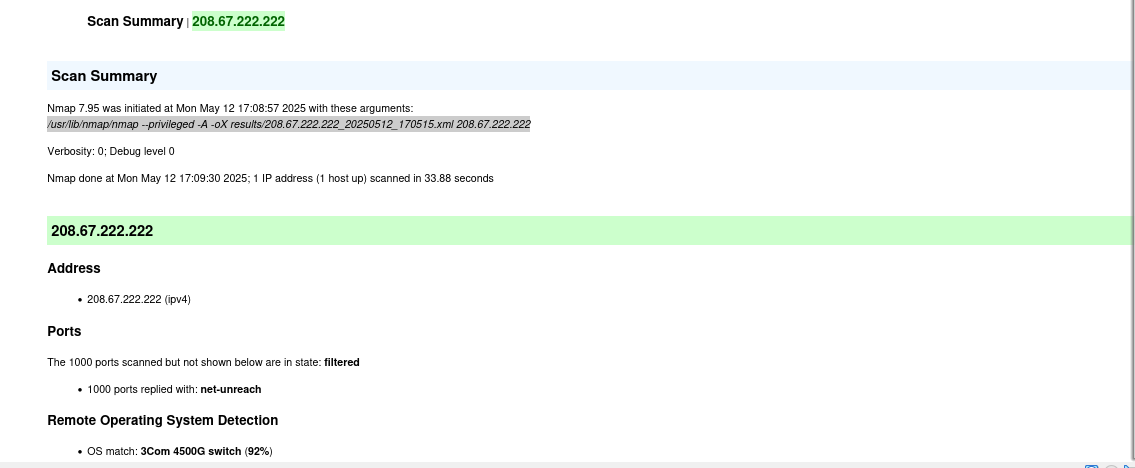 Scan Summary | 208.67.222.222
Scan Summary
Nmap 7.95 was initiated at Mon May 12 17:08:57 2025 with these arguments:
/usr/lib/nmap/nmap --privileged -A -oX results/208.67.222.222_20250512_170515.xml 208.67.222.222
Verbosity: 0; Debug level 0
Nmap done at Mon May 12 17:09:30 2025; 1 IP address (1 host up) scanned in 33.88 seconds
208.67.222.222
Address
• 208.67.222.222 (ipv4)
Ports
The 1000 ports scanned but not shown below are in state: filtered
• 1000 ports replied with: net-unreach
Remote Operating System Detection
• OS match: 3Com 4500G switch (92%)